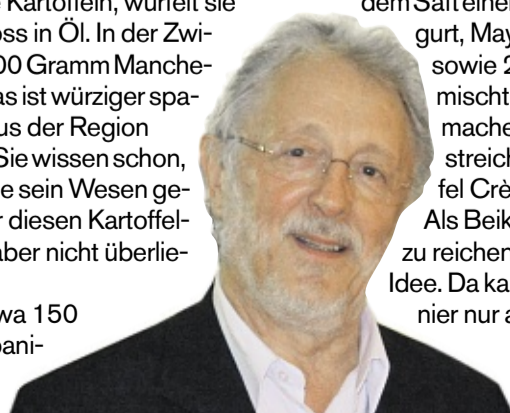 Kartoffeln, würfelt sie
oss in Öl. In der Zwi-
00 Gramm Manche-
as ist würziger spa-
us der Region
Sie wissen schon,
e sein Wesen ge-
r diesen Kartoffel-
aber nicht überlie-
wa 150
pani-
dem Saft einer
gurt, May
sowie 2
mischt
mache
streich
fel Crè
Als Beik
zu reichen
Idee. Da ka
nier nur a